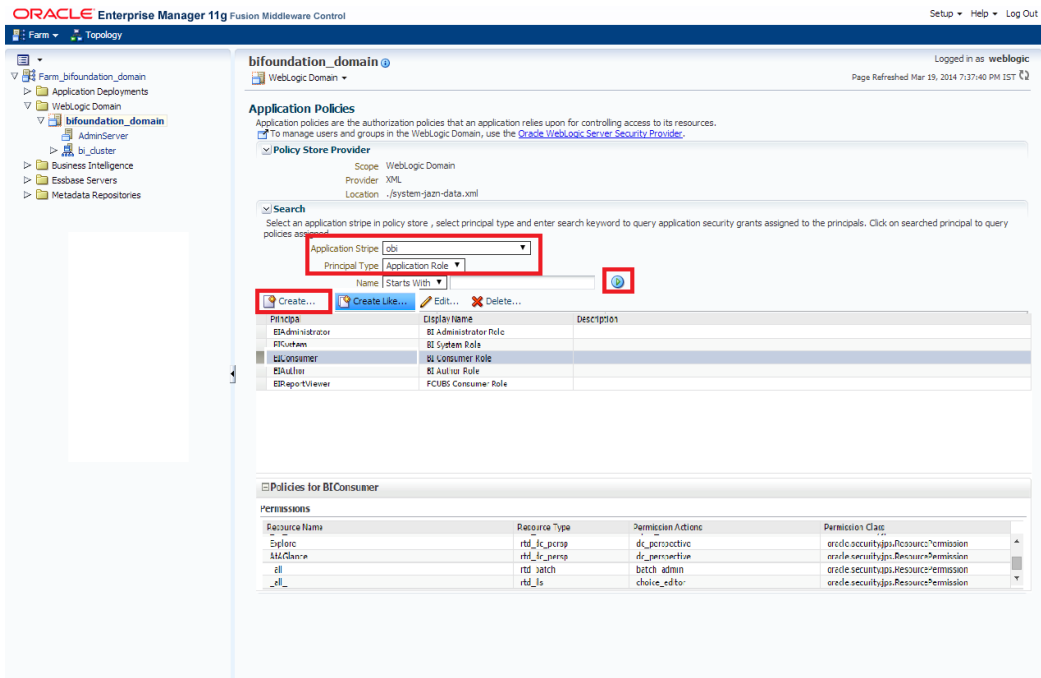 ORACLE Enterprise Manager 11g Fusion Middleware Control
Setup Help Log Out
Farm Topology
Farm_bifoundation_domain
Application Deployments
WebLogic Domain
bifoundation_domain
AdminServer
bi_cluster
Business Intelligence
Essbase Servers
Metadata Repositories
bifoundation_domain
Logged in as weblogic
WebLogic Domain
Page Refreshed Mar 19, 2014 7:37:40 PM IST
Application Policies
Application policies are the authorization policies that an application relies upon for controlling access to its resources.
To manage users and groups in the WebLogic Domain, use the Oracle WebLogic Server Security Provider.
Policy Store Provider
Scope WebLogic Domain
Provider XML
Location ./system-jazn-data.xml
Search
Select an application stripe in policy store , select principal type and enter search keyword to query application security grants assigned to the principals. Click on searched principal to query
policies assigned
Application Stripe obi
Principal Type Application Role
Name Starts With
Create... Create Like... Edit... Delete...
Principal Display Name Description
BIAdministrator BI Administrator Role
BISystem BI System Role
BIConsumer BI Consumer Role
BIAuthor BI Author Role
BIReportViewer FCUBS Consumer Role
Policies for BIConsumer
Permissions
Resource Name Resource Type Permission Actions Permission Class
Explore rtd_dc_persp dc_perspective oracle.security.jps.ResourcePermission
AtAGlance rtd_dc_persp dc_perspective oracle.security.jps.ResourcePermission
_all_ rtd_batch batch_admin oracle.security.jps.ResourcePermission
_all_ rtd_ils choice_editor oracle.security.jps.ResourcePermission